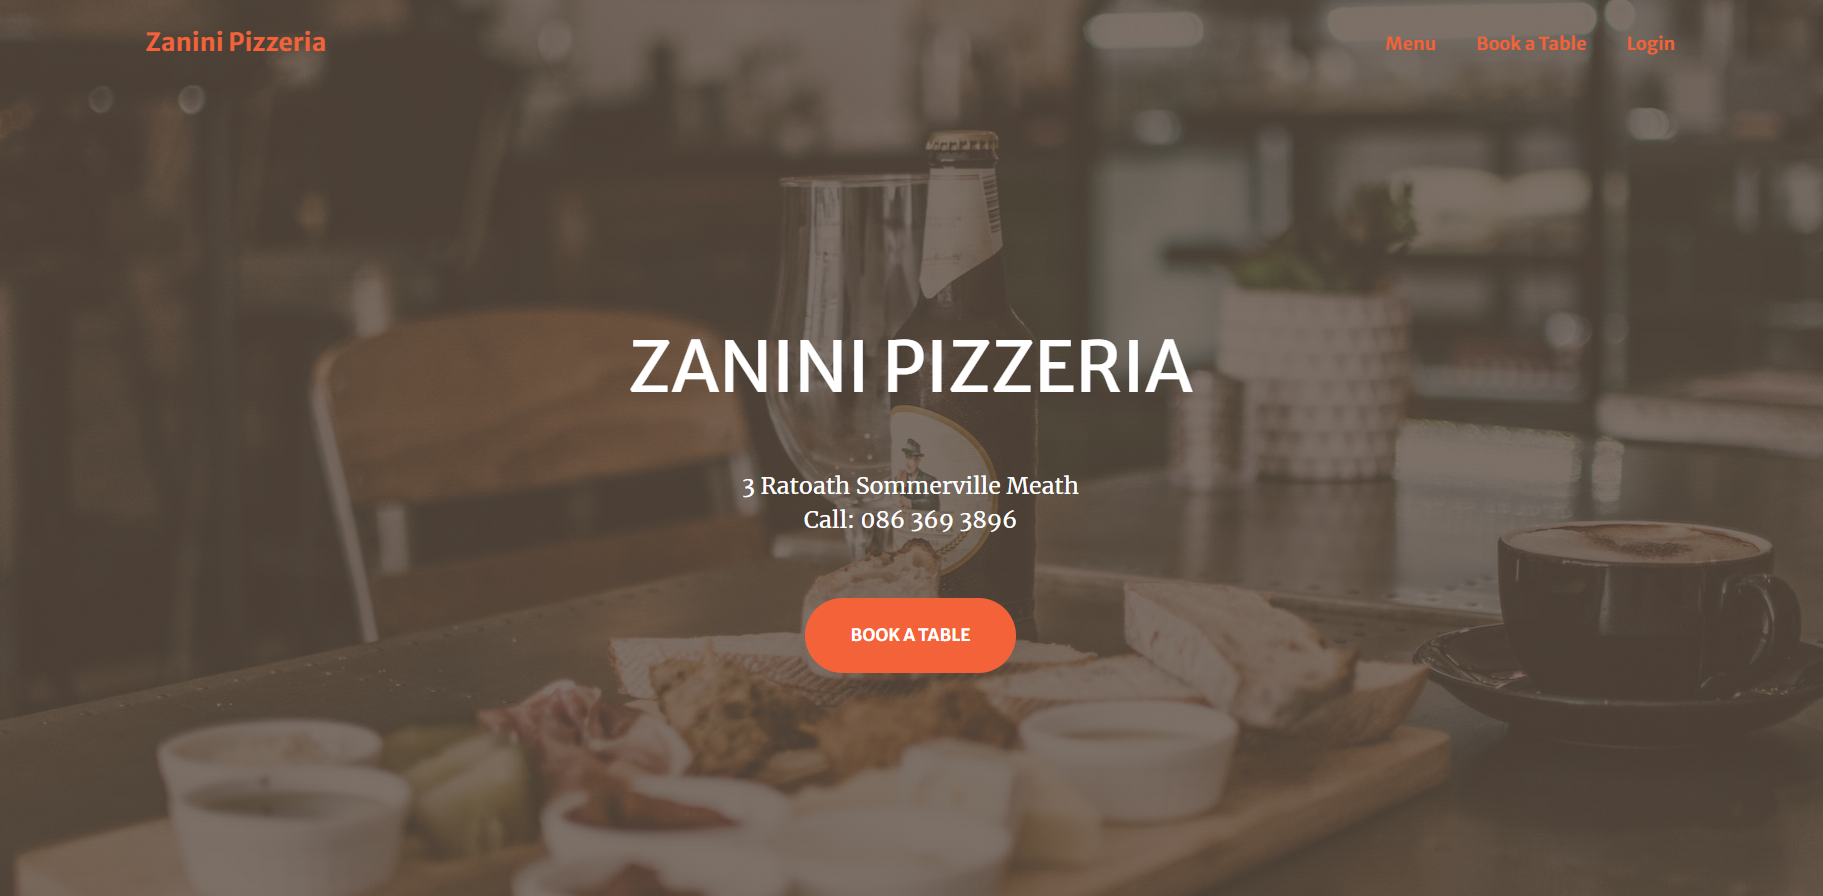 Zanini Pizzeria
Menu
Book a Table
Login
ZANINI PIZZERIA
3 Ratoath Sommerville Meath
Call: 086 369 3896
BOOK A TABLE